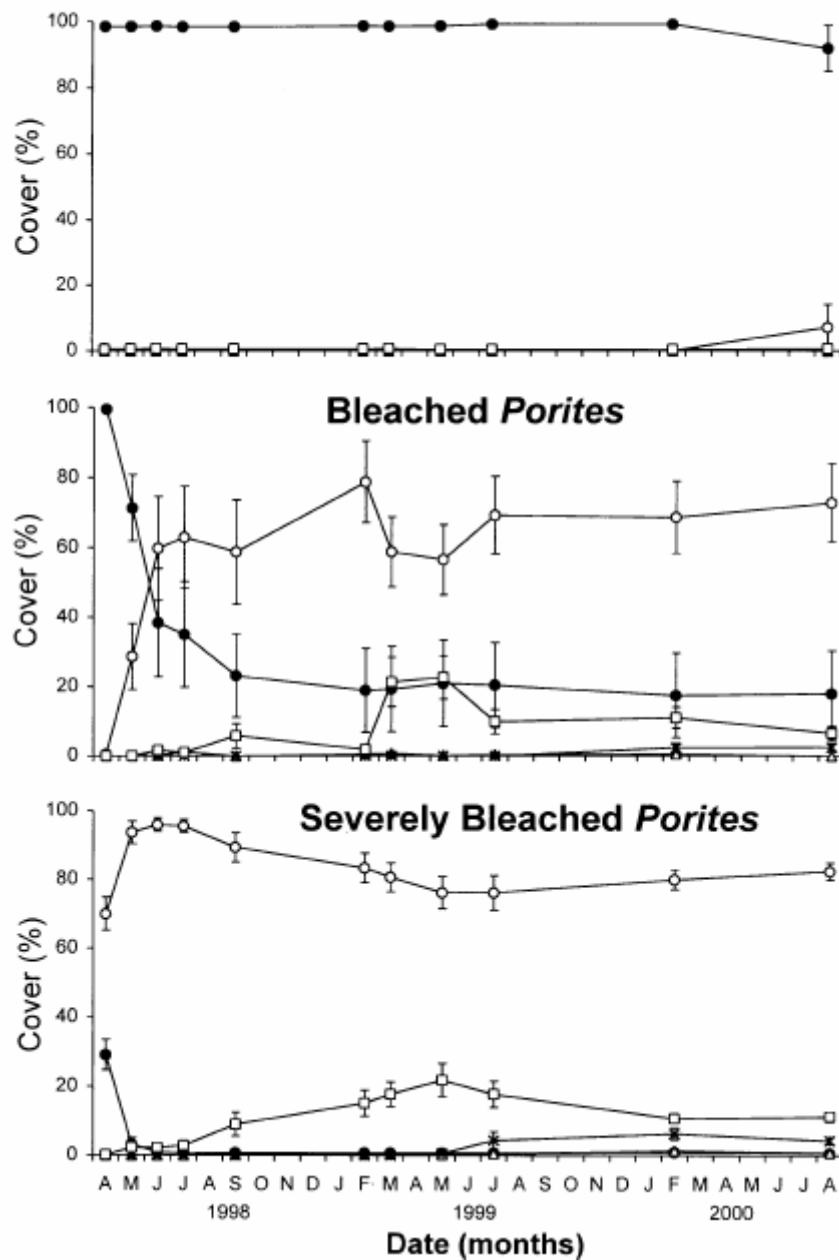 100
80
60
40
20
0
Cover (%)
Bleached Porites
100
80
60
40
20
0
Cover (%)
Severely Bleached Porites
100
80
60
40
20
0
Cover (%)
A M J J A S O N D J F M A M J J A S O N D J F M A M J J A
1998 1999 2000
Date (months)